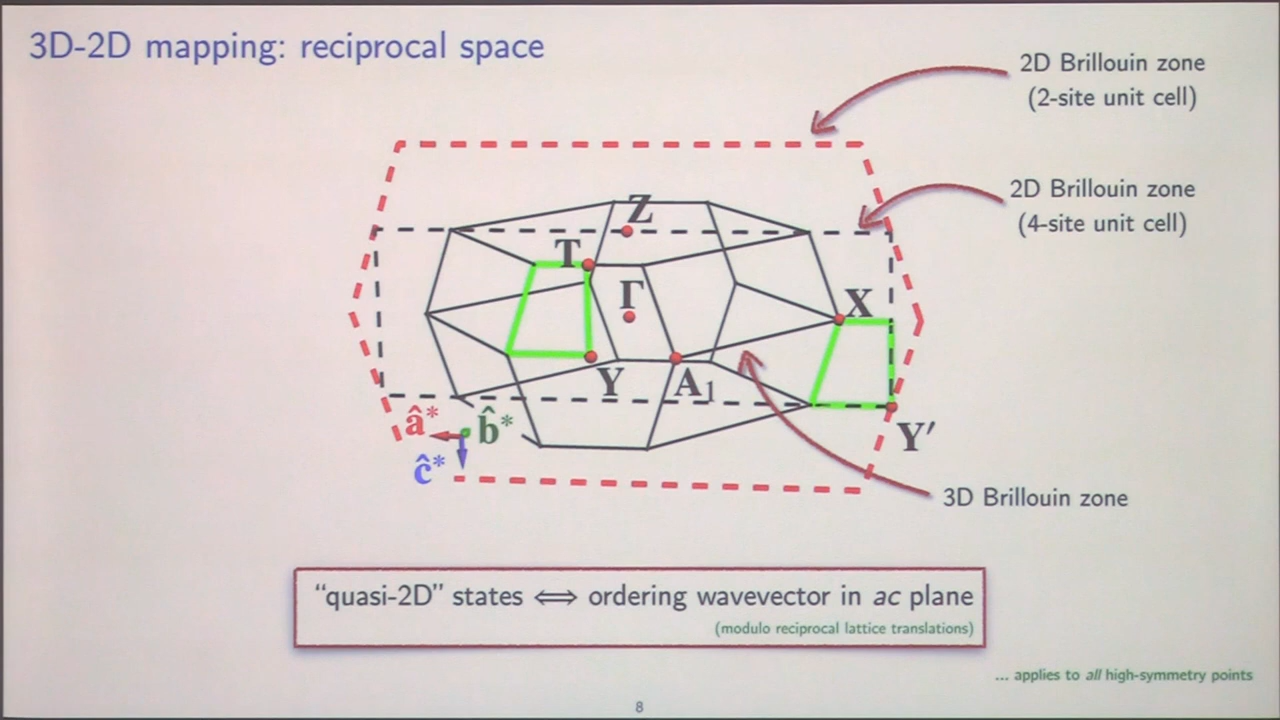 3D-2D mapping: reciprocal space
2D Brillouin zone
(2-site unit cell)
2D Brillouin zone
(4-site unit cell)
Z
T
Γ
X
Y
A₁
Y′
â*
b̂*
ĉ*
3D Brillouin zone
“quasi-2D” states ⟺ ordering wavevector in ac plane
(modulo reciprocal lattice translations)
... applies to all high-symmetry points
8